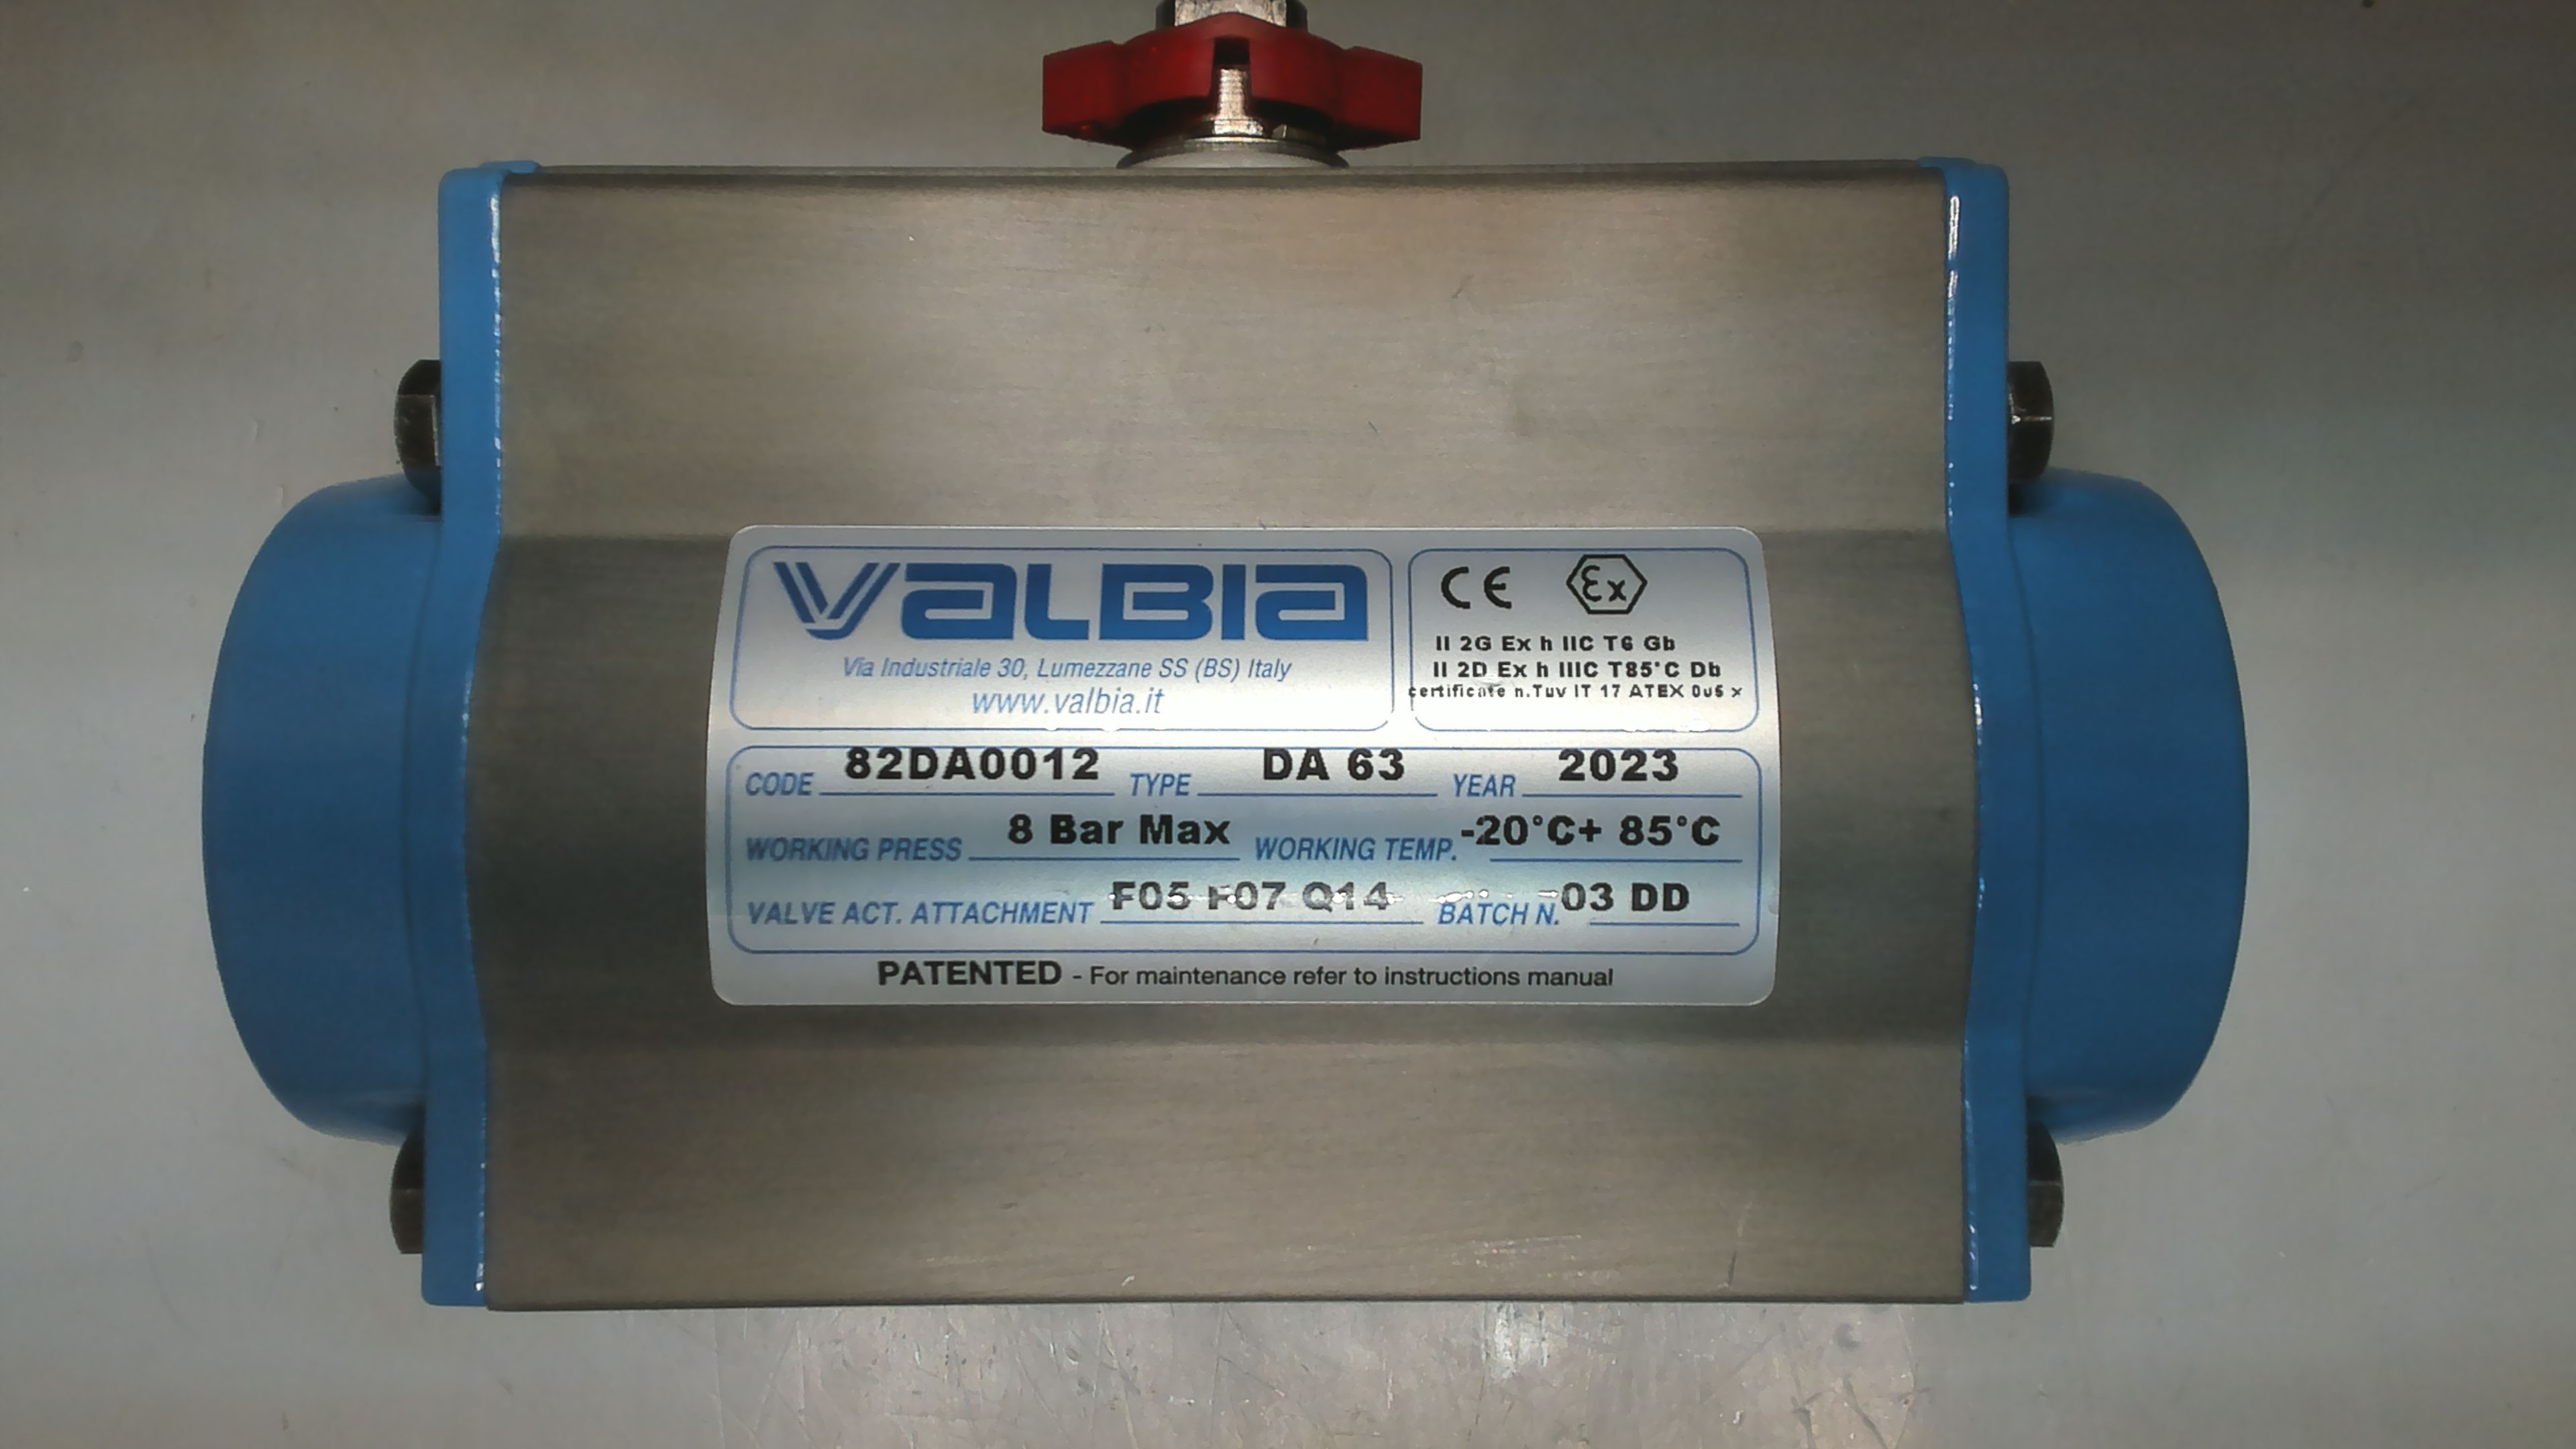 VALBIA
Via Industriale 30, Lumezzane SS (BS) Italy
www.valbia.it
CE Ex
II 2G Ex h IIC T6 Gb
II 2D Ex h IIIC T85°C Db
certificate n.Tuv IT 17 ATEX
CODE 82DA0012 TYPE DA 63 YEAR 2023
WORKING PRESS 8 Bar Max WORKING TEMP. -20°C+ 85°C
VALVE ACT. ATTACHMENT F05 F07 Q14 BATCH N. 03 DD
PATENTED - For maintenance refer to instructions manual